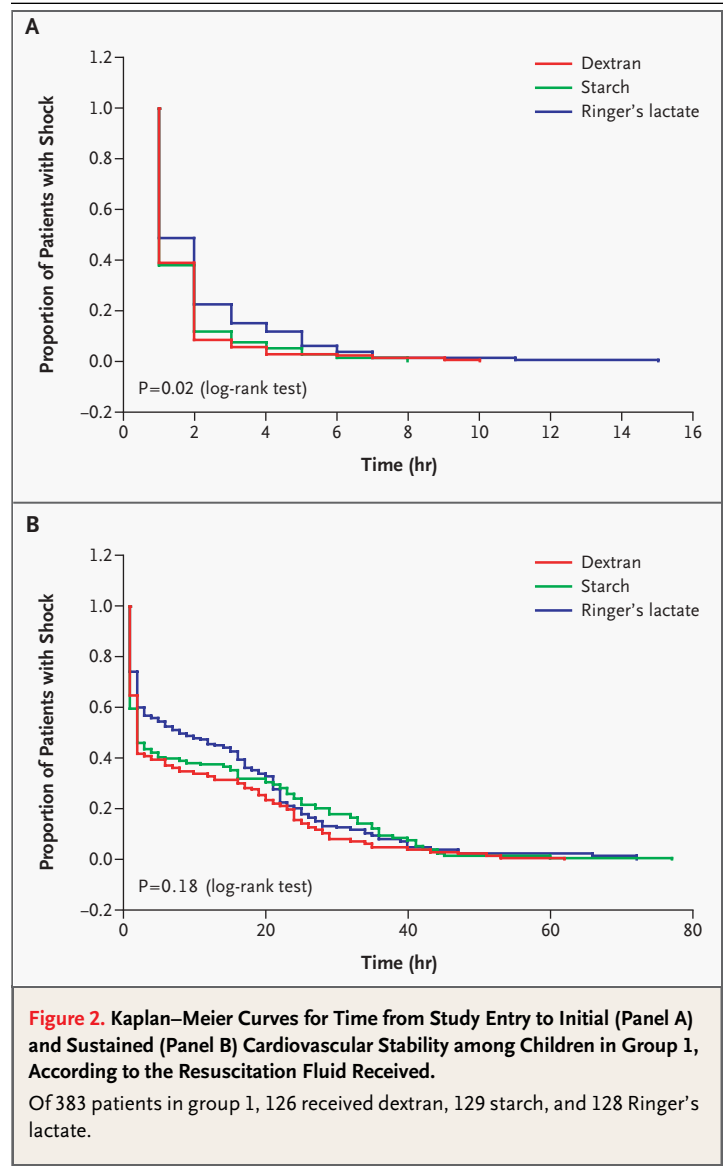 A
1.2
1.0
0.8
0.6
0.4
0.2
0.0
−0.2
Proportion of Patients with Shock
Dextran
Starch
Ringer's lactate
P=0.02 (log-rank test)
0 2 4 6 8 10 12 14 16
Time (hr)
B
1.2
1.0
0.8
0.6
0.4
0.2
0.0
−0.2
Proportion of Patients with Shock
Dextran
Starch
Ringer's lactate
P=0.18 (log-rank test)
0 20 40 60 80
Time (hr)
Figure 2. Kaplan–Meier Curves for Time from Study Entry to Initial (Panel A)
and Sustained (Panel B) Cardiovascular Stability among Children in Group 1,
According to the Resuscitation Fluid Received.
Of 383 patients in group 1, 126 received dextran, 129 starch, and 128 Ringer's
lactate.